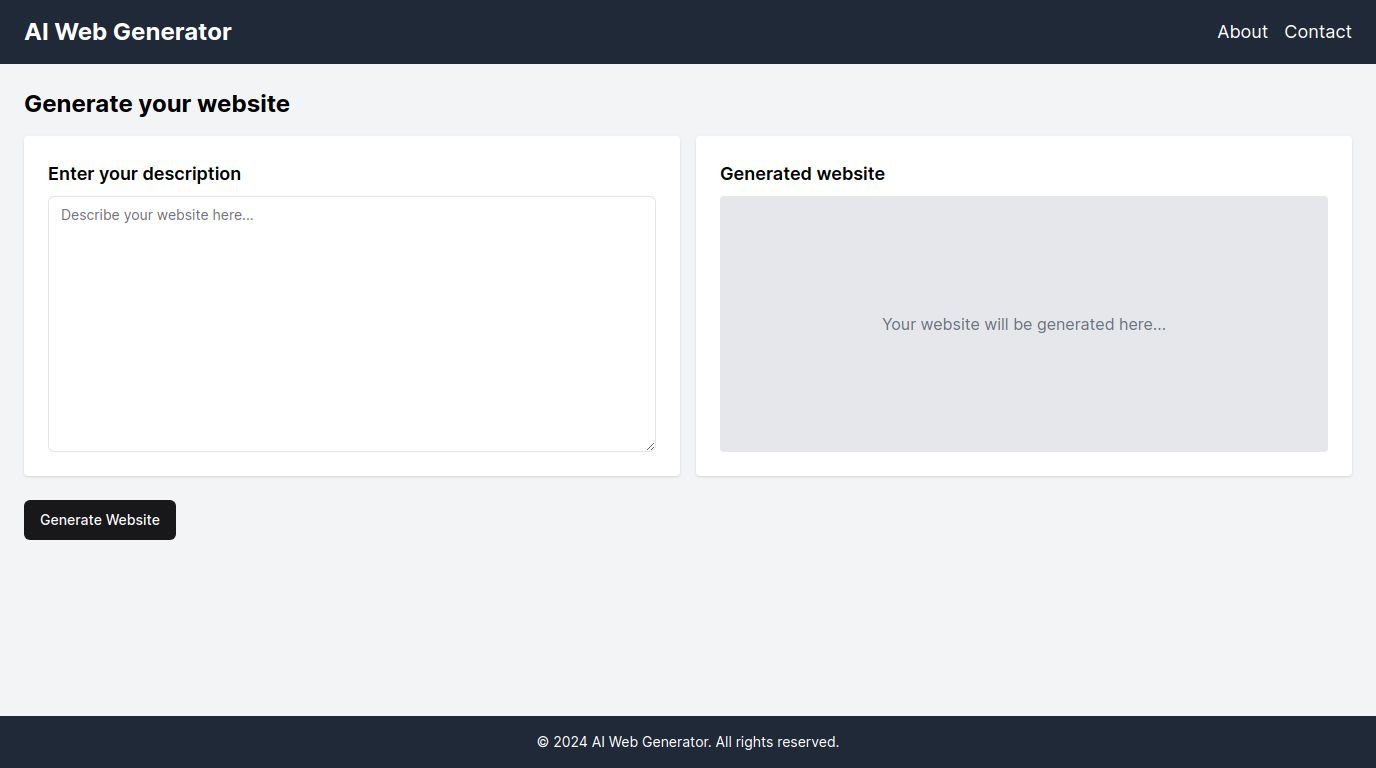 AI Web Generator
About Contact
Generate your website
Enter your description
Describe your website here...
Generated website
Your website will be generated here...
Generate Website
© 2024 AI Web Generator. All rights reserved.